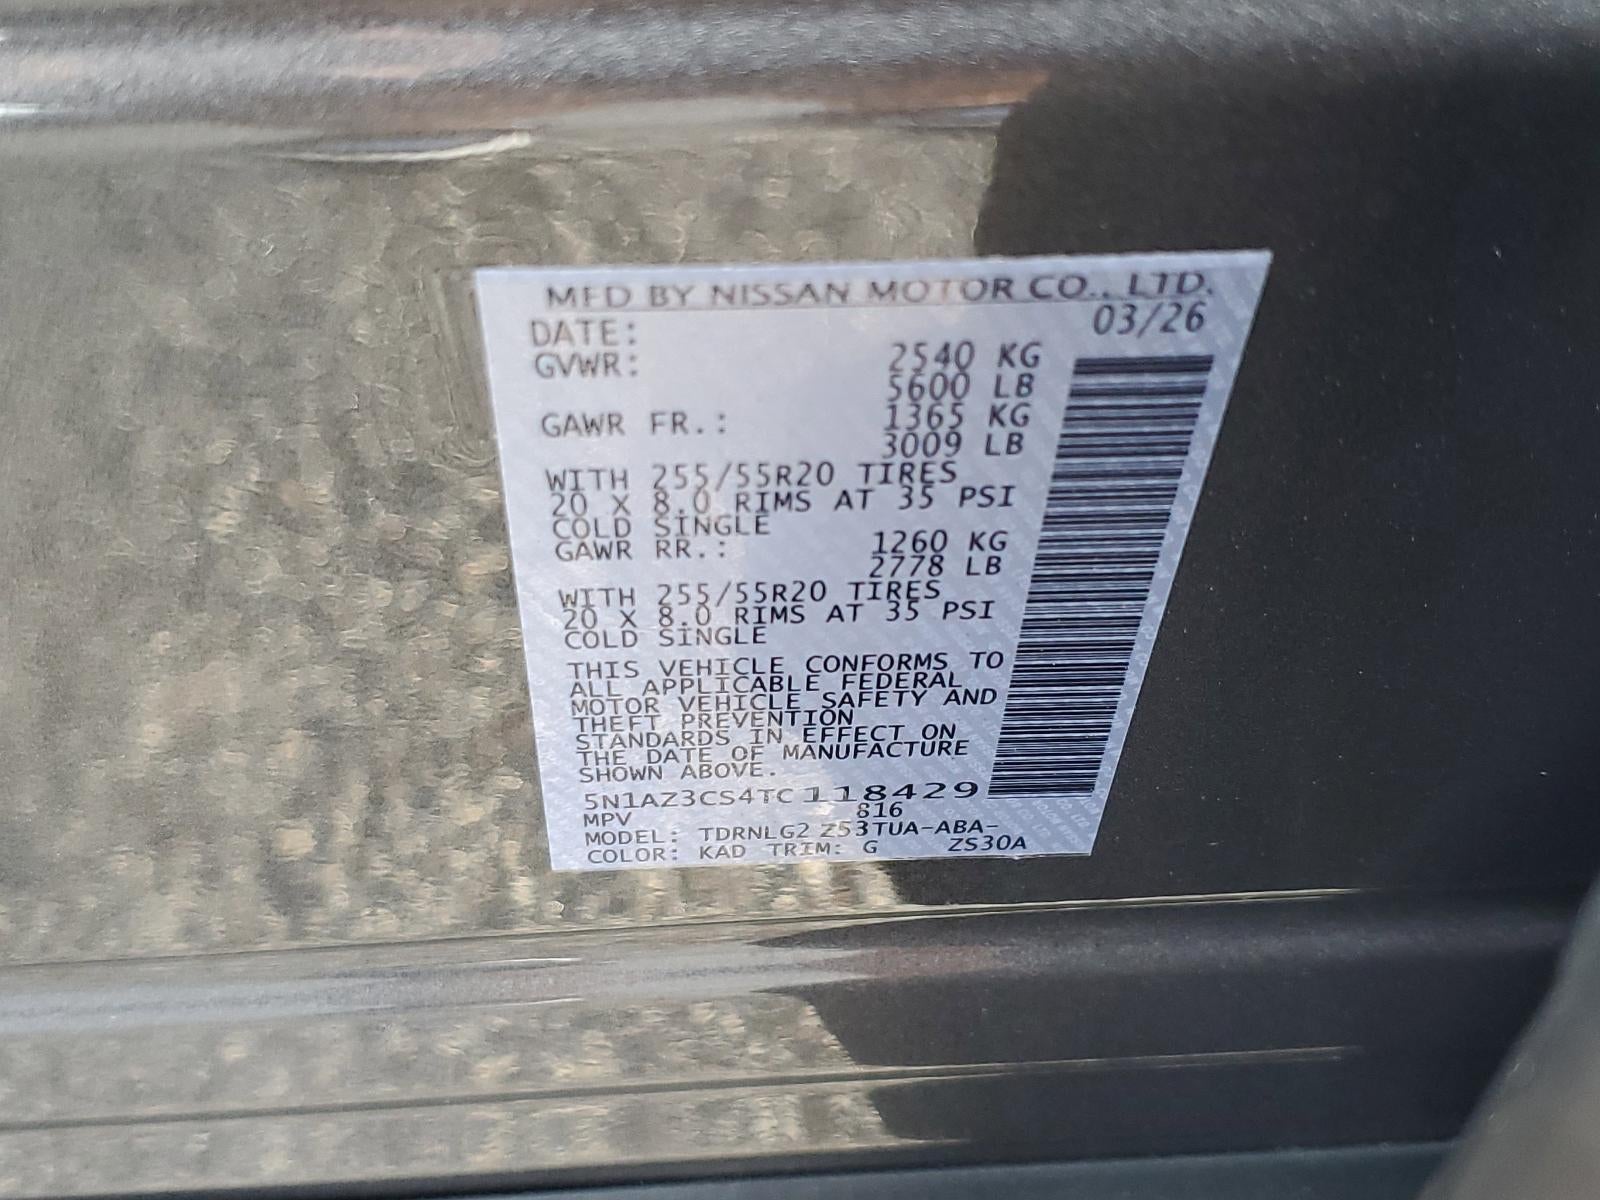 MFD BY NISSAN MOTOR CO., LTD.
DATE: 03/26
GVWR: 2540 KG
5600 LB
GAWR FR.: 1365 KG
3009 LB
WITH 255/55R20 TIRES
20 X 8.0 RIMS AT 35 PSI
COLD SINGLE
GAWR RR.: 1260 KG
2778 LB
WITH 255/55R20 TIRES
20 X 8.0 RIMS AT 35 PSI
COLD SINGLE
THIS VEHICLE CONFORMS TO
ALL APPLICABLE FEDERAL
MOTOR VEHICLE SAFETY AND
THEFT PREVENTION
STANDARDS IN EFFECT ON
THE DATE OF MANUFACTURE
SHOWN ABOVE.
5N1AZ3CS4TC118429
MPV 816
MODEL: TDRNLG2 Z53TUA-ABA-
COLOR: KAD TRIM: G ZS30A